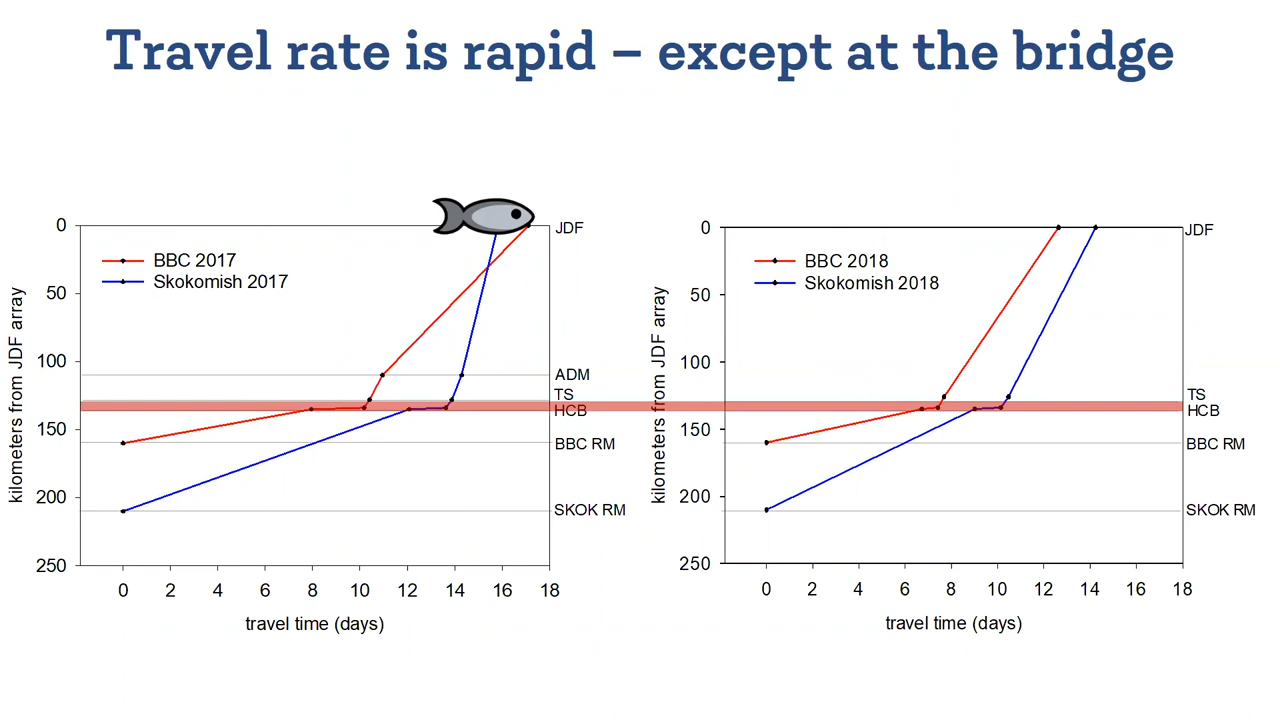 Travel rate is rapid – except at the bridge
kilometers from JDF array
0
50
100
150
200
250
BBC 2017
Skokomish 2017
JDF
ADM
TS
HCB
BBC RM
SKOK RM
0 2 4 6 8 10 12 14 16 18
travel time (days)
kilometers from JDF array
0
50
100
150
200
250
BBC 2018
Skokomish 2018
JDF
TS
HCB
BBC RM
SKOK RM
0 2 4 6 8 10 12 14 16 18
travel time (days)